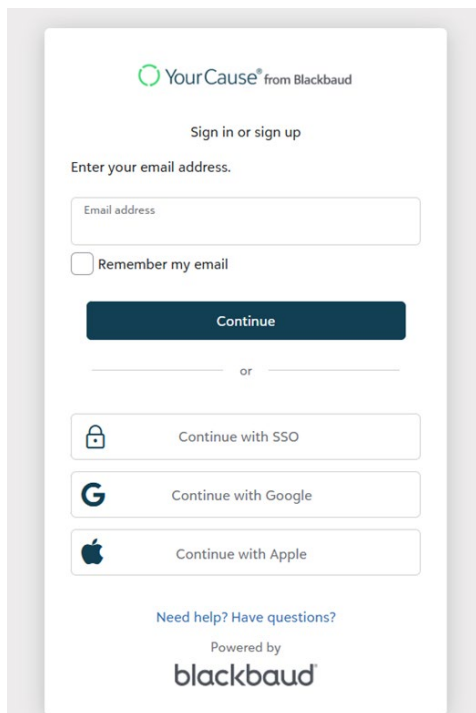 YourCause® from Blackbaud
Sign in or sign up
Enter your email address.
Email address
Remember my email
Continue
or
Continue with SSO
Continue with Google
Continue with Apple
Need help? Have questions?
Powered by
blackbaud